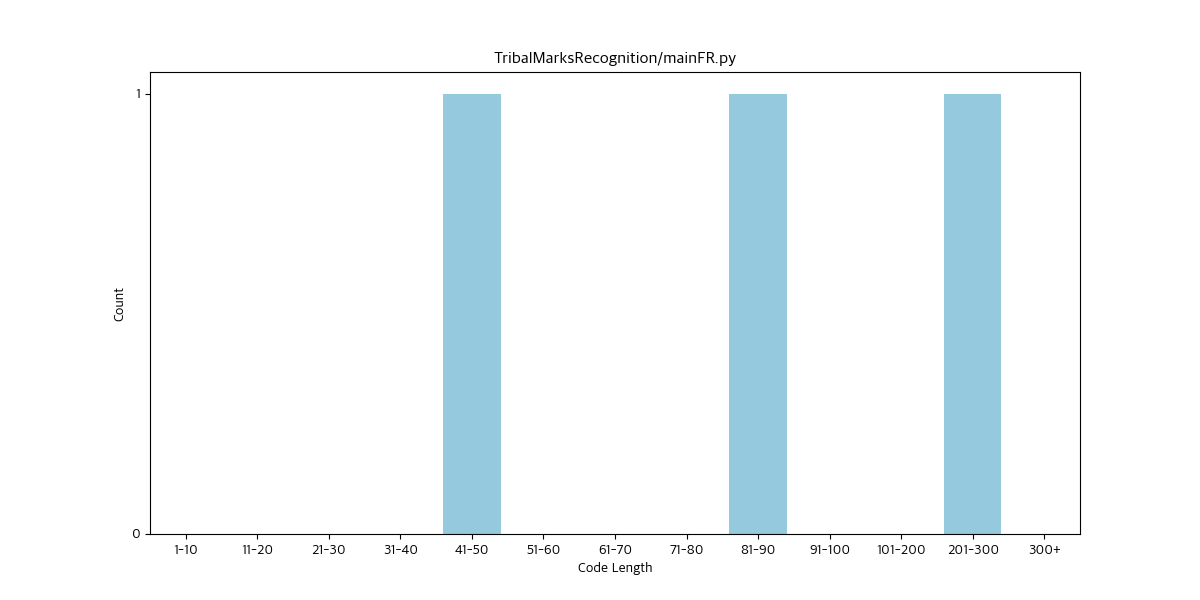 TribalMarksRecognition/mainFR.py
1
Count
0
1-10 11-20 21-30 31-40 41-50 51-60 61-70 71-80 81-90 91-100 101-200 201-300 300+
Code Length